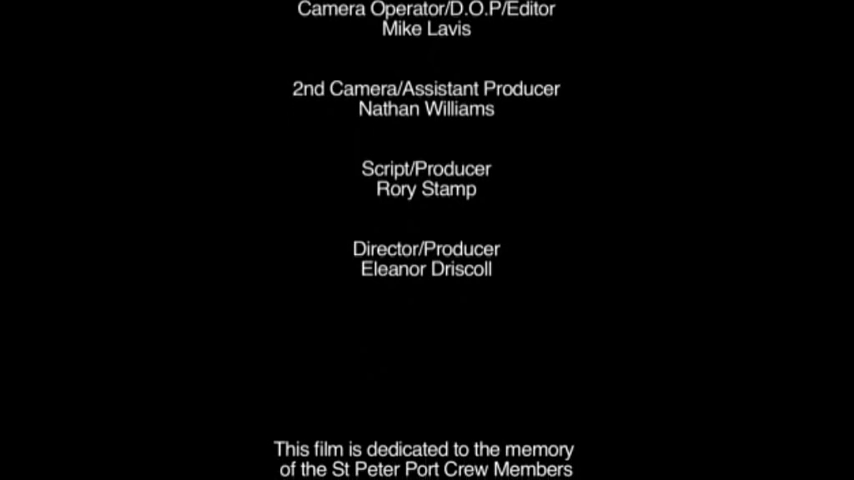 Camera Operator/D.O.P/Editor
Mike Lavis
2nd Camera/Assistant Producer
Nathan Williams
Script/Producer
Rory Stamp
Director/Producer
Eleanor Driscoll
This film is dedicated to the memory
of the St Peter Port Crew Members